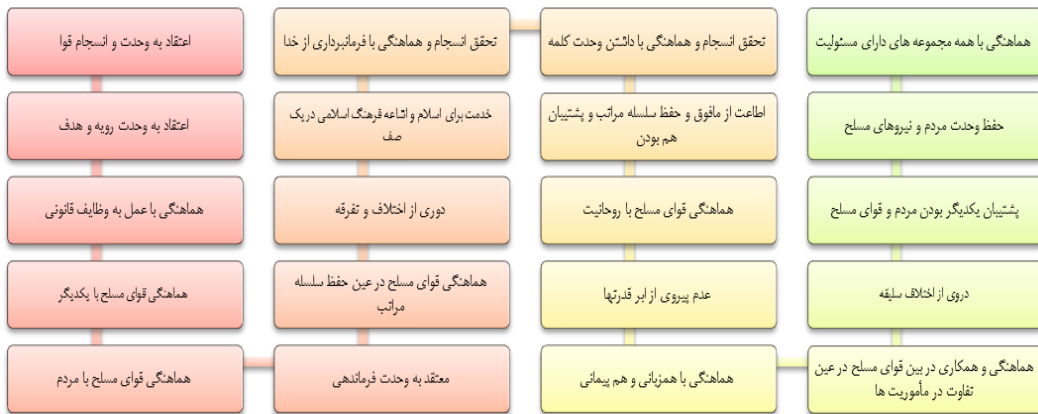 اعتقاد به وحدت و انسجام قوا
اعتقاد به وحدت رویه و هدف
هماهنگی با عمل به وظایف قانونی
هماهنگی قوای مسلح با یکدیگر
هماهنگی قوای مسلح با مردم
معتقد به وحدت فرماندهی
هماهنگی قوای مسلح در عین حفظ سلسله
مراتب
دوری از اختلاف و تفرقه
خدمت برای اسلام و اشاعه فرهنگ اسلامی در یک
صف
تحقق انسجام و هماهنگی با فرمانبرداری از خدا
تحقق انسجام و هماهنگی با داشتن وحدت کلمه
اطاعت از مافوق و حفظ سلسله مراتب و پشتیبان
هم بودن
هماهنگی قوای مسلح با روحانیت
عدم پیروی از ابر قدرتها
هماهنگی با همزبانی و هم پیمانی
هماهنگی و همکاری در بین قوای مسلح در عین
تفاوت در مأموریت ها
دروی از اختلاف سلیقه
پشتیبان یکدیگر بودن مردم و قوای مسلح
حفظ وحدت مردم و نیروهای مسلح
هماهنگی با همه مجموعه های دارای مسئولیت